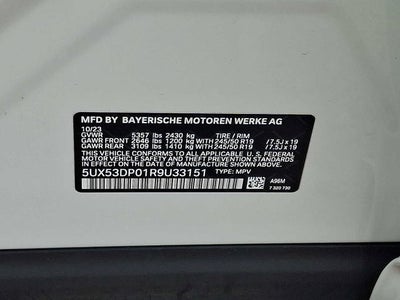 MFD BY BAYERISCHE MOTOREN WERKE AG
10/23
GVWR 5357 lbs 2430 kg TIRE / RIM
GAWR FRONT 2646 lbs 1200 kg WITH 245/50 R19 /7.5J x 19
GAWR REAR 3109 lbs 1410 kg WITH 245/50 R19 /7.5J x 19
THIS VEHICLE CONFORMS TO ALL APPLICABLE U.S. FEDERAL
MOTOR VEHICLE SAFETY STANDARDS IN EFFECT
ON THE DATE OF MANUFACTURE SHOWN ABOVE.
5UX53DP01R9U33151 TYPE: MPV
A96M
7 320 730